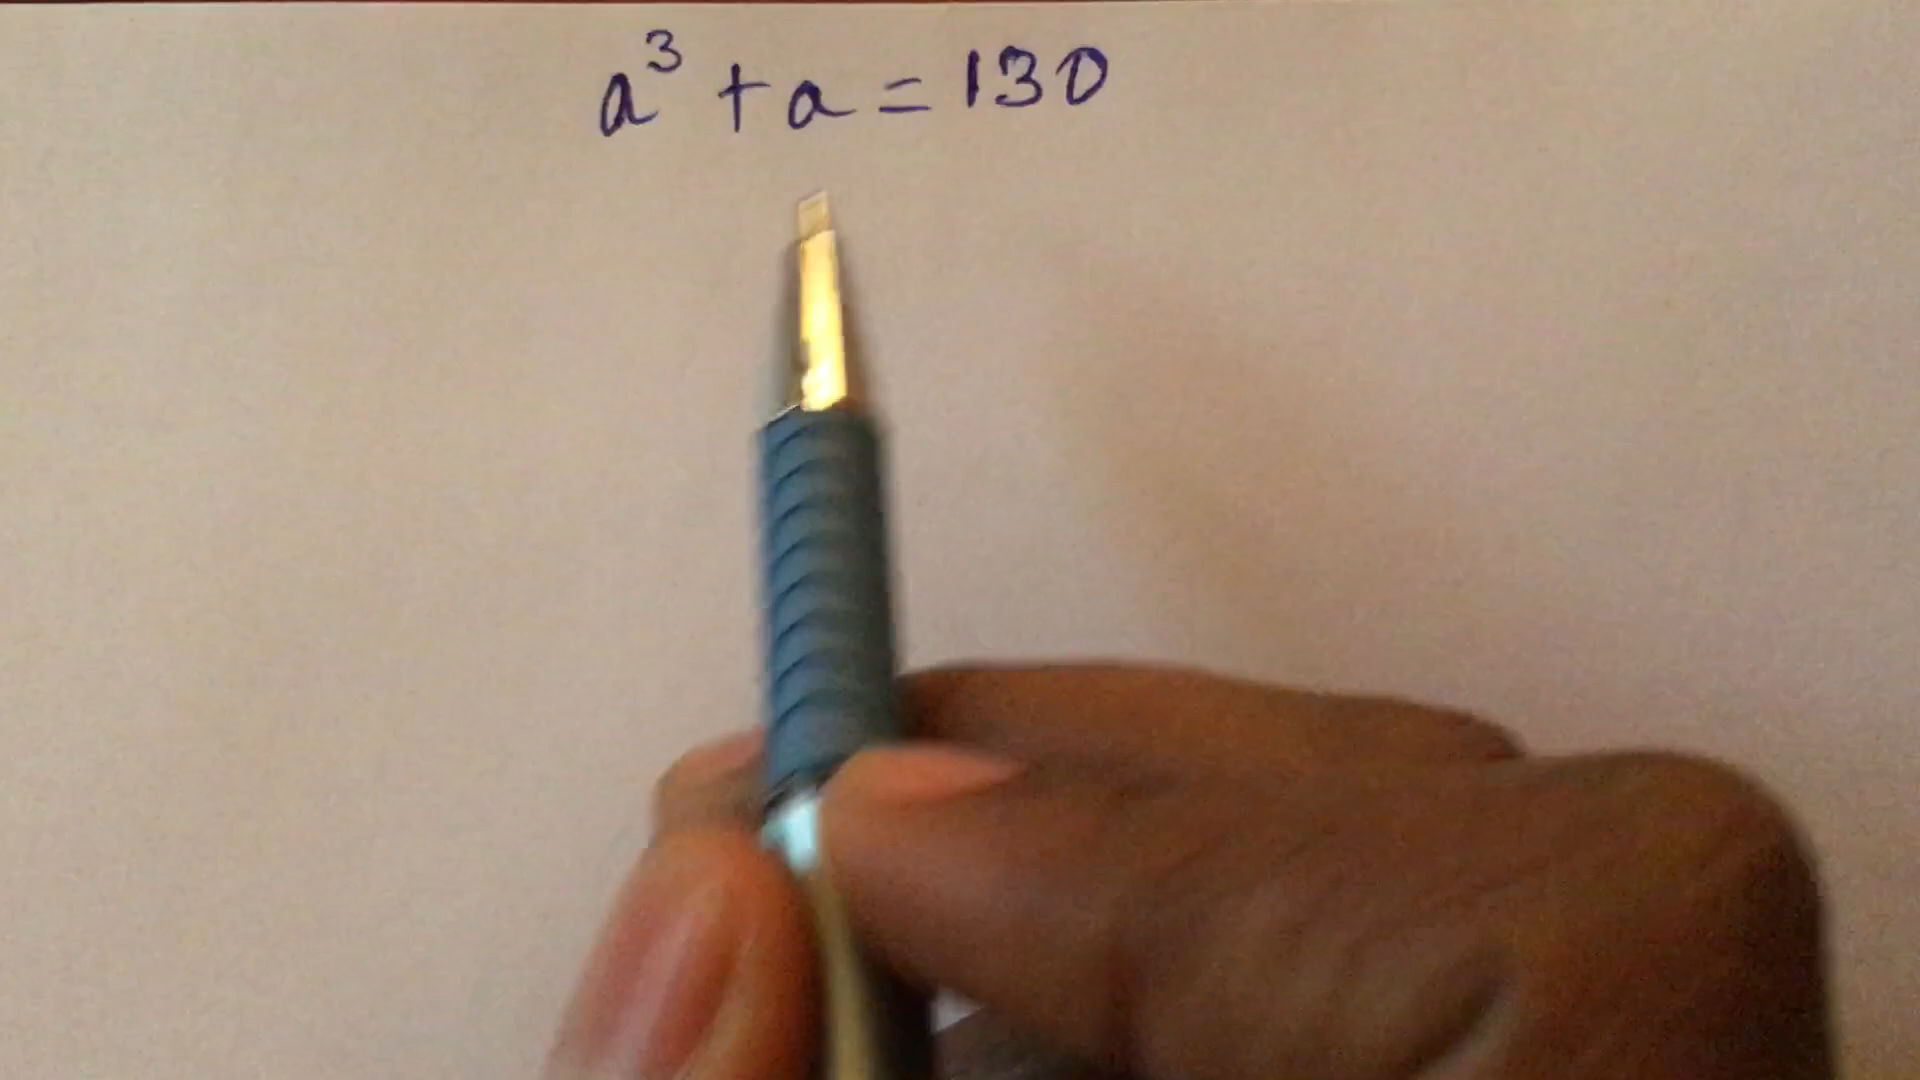 a³ + a = 130